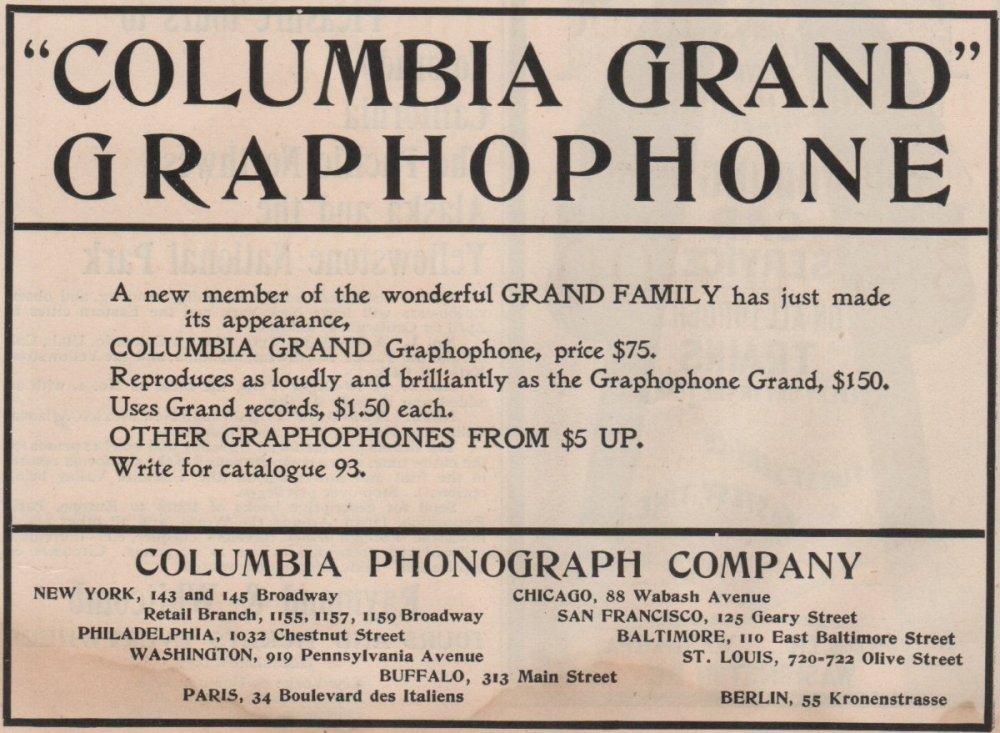 “COLUMBIA GRAND”
GRAPHOPHONE
A new member of the wonderful GRAND FAMILY has just made
its appearance,
COLUMBIA GRAND Graphophone, price $75.
Reproduces as loudly and brilliantly as the Graphophone Grand, $150.
Uses Grand records, $1.50 each.
OTHER GRAPHOPHONES FROM $5 UP.
Write for catalogue 93.
COLUMBIA PHONOGRAPH COMPANY
NEW YORK, 143 and 145 Broadway
Retail Branch, 1155, 1157, 1159 Broadway
PHILADELPHIA, 1032 Chestnut Street
WASHINGTON, 919 Pennsylvania Avenue
CHICAGO, 88 Wabash Avenue
SAN FRANCISCO, 125 Geary Street
BALTIMORE, 110 East Baltimore Street
ST. LOUIS, 720-722 Olive Street
BUFFALO, 313 Main Street
PARIS, 34 Boulevard des Italiens
BERLIN, 55 Kronenstrasse